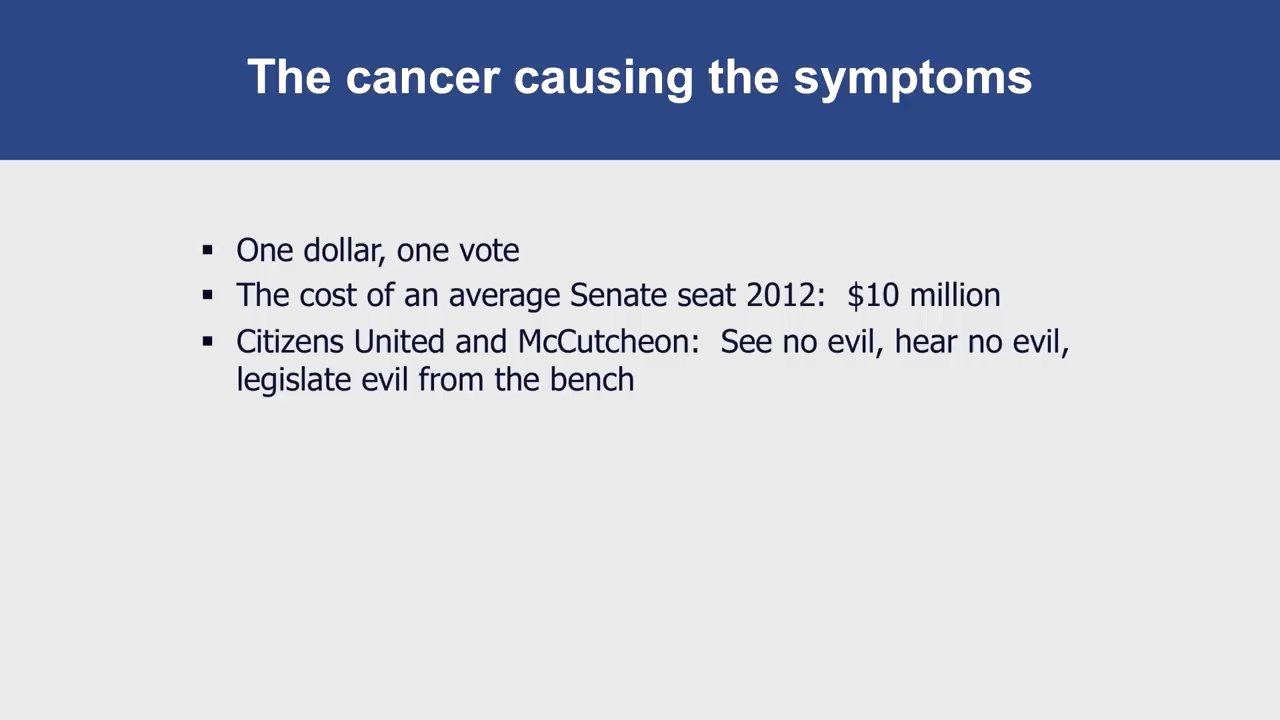 The cancer causing the symptoms
▪ One dollar, one vote
▪ The cost of an average Senate seat 2012:  $10 million
▪ Citizens United and McCutcheon:  See no evil, hear no evil,
legislate evil from the bench